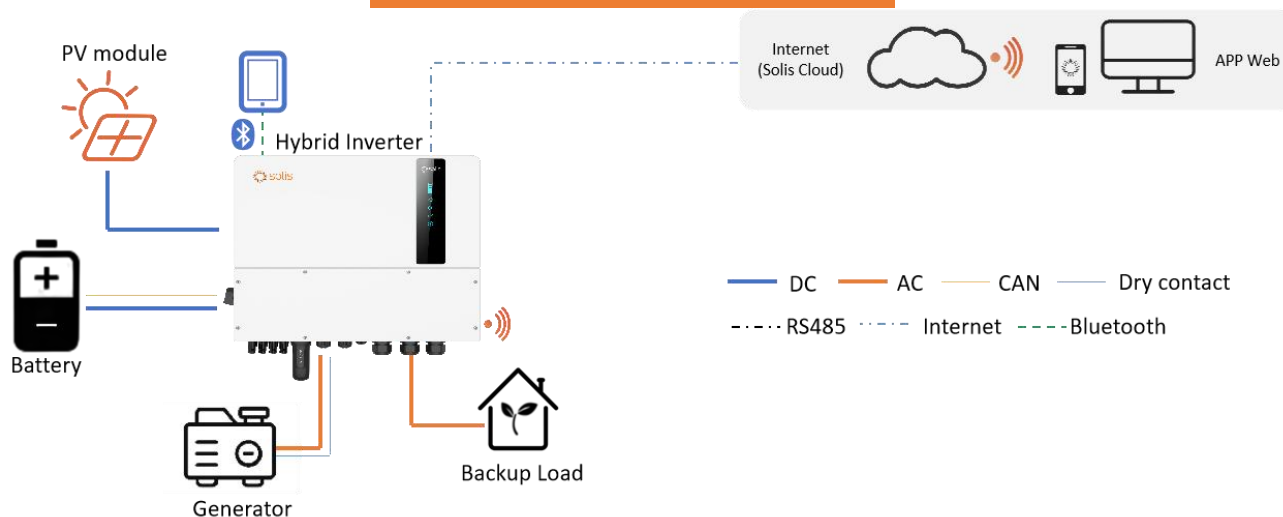 PV module
Internet
(Solis Cloud)
APP Web
Hybrid Inverter
solis
DC
AC
CAN
Dry contact
RS485
Internet
Bluetooth
Battery
Backup Load
Generator